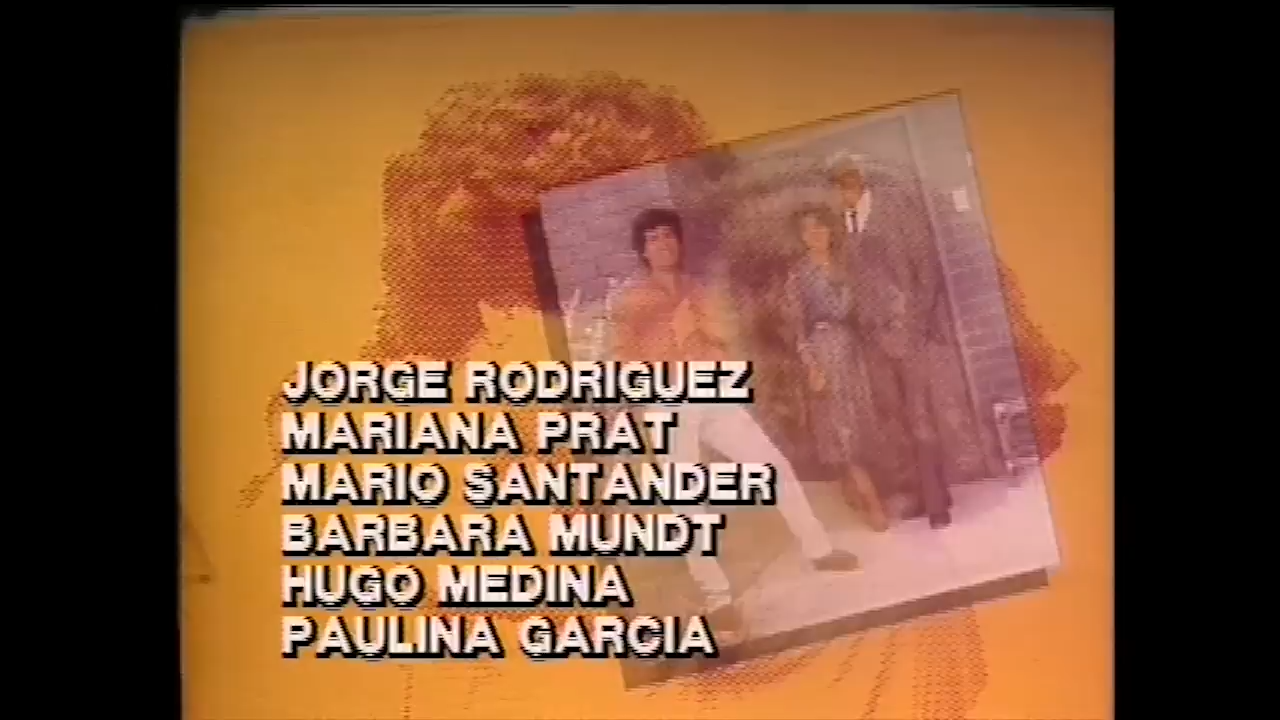 JORGE RODRIGUEZ
MARIANA PRAT
MARIO SANTANDER
BARBARA MUNDT
HUGO MEDINA
PAULINA GARCIA